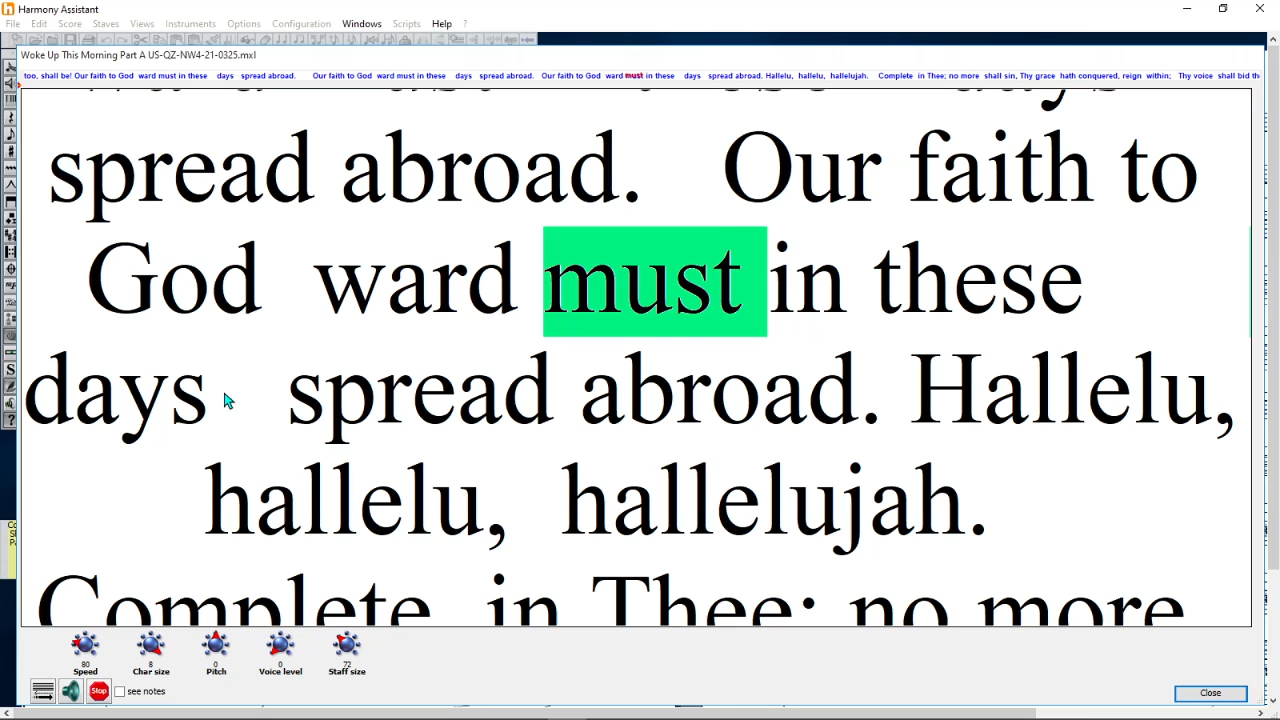 Harmony Assistant
File Edit Score Staves Views Instruments Options Configuration Windows Scripts Help ?
Woke Up This Morning Part A US-QZ-NW4-21-0325.mxl
too, shall be! Our faith to God ward must in these days spread abroad. Our faith to God ward must in these days spread abroad. Our faith to God ward must in these days spread abroad. Hallelu, hallelu, hallelujah. Complete in Thee; no more shall sin, Thy grace hath conquered, reign within; Thy voice shall bid th
spread abroad. Our faith to
God ward must in these
days spread abroad. Hallelu,
hallelu, hallelujah.
Complete in Thee; no more
80 8 0 0 72
Speed Char size Pitch Voice level Staff size
Stop see notes Close